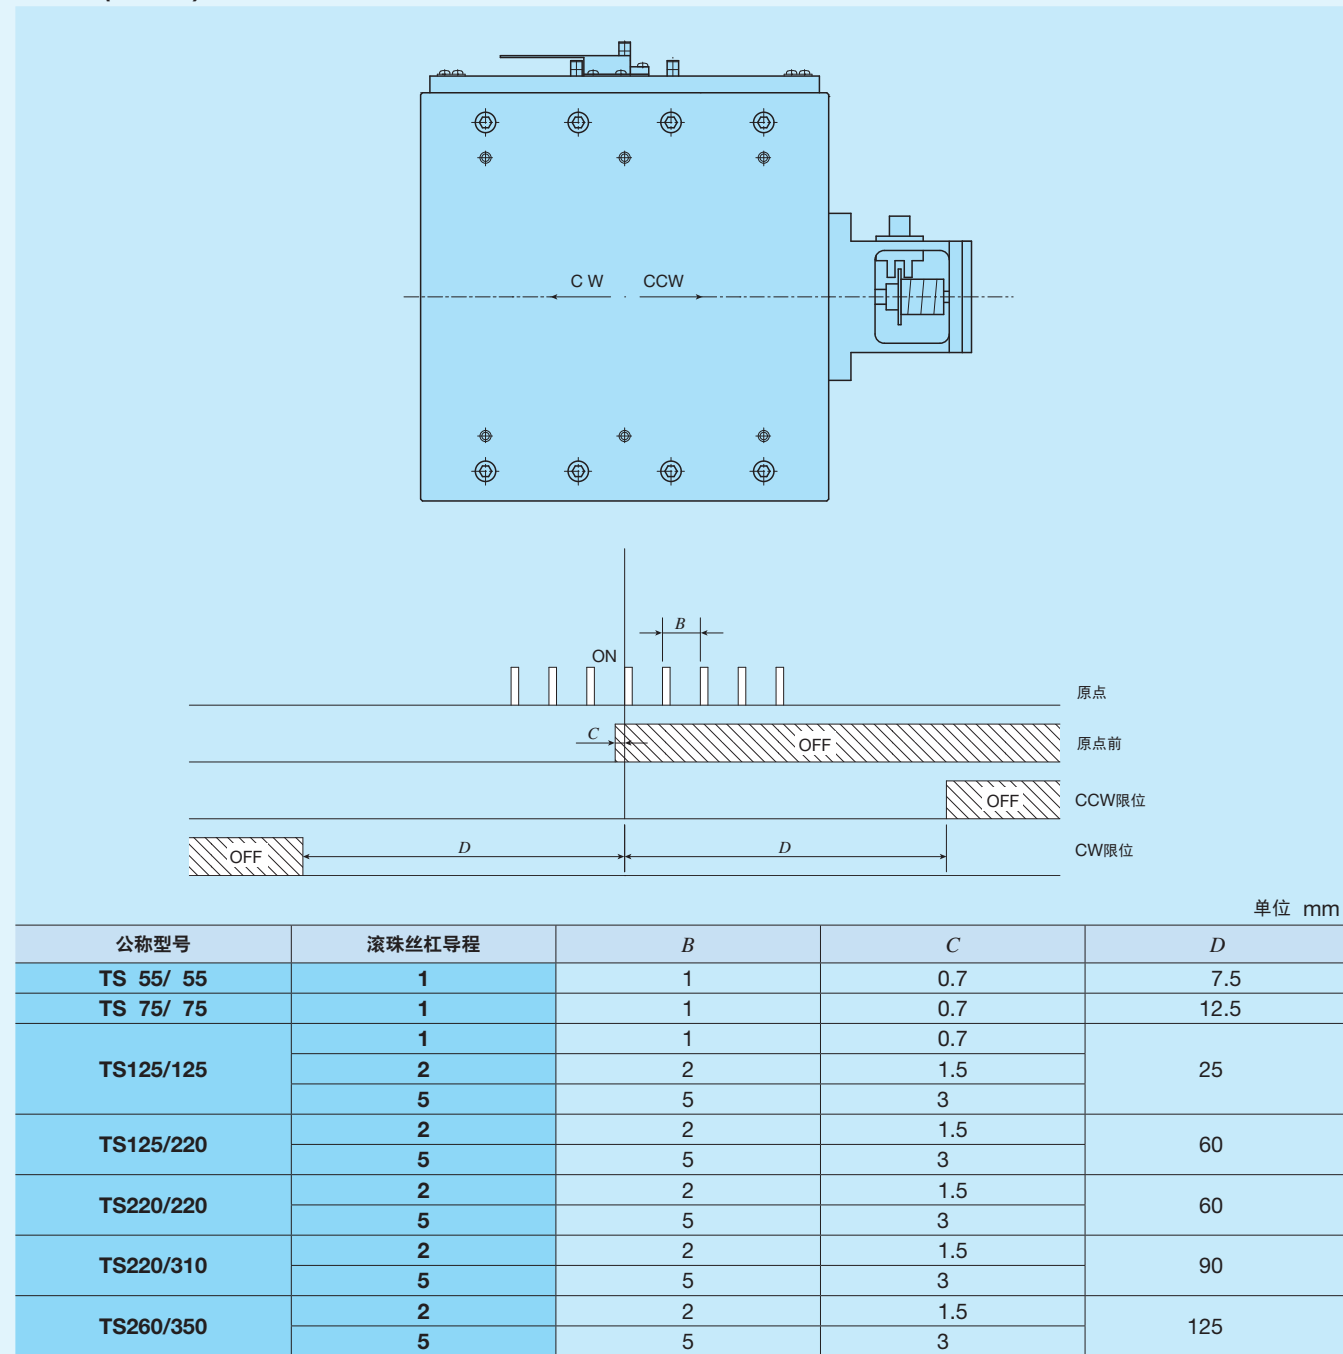 C W CCW
B
ON
原点
C
OFF
原点前
OFF
CCW限位
OFF
D
D
CW限位
单位 mm
公称型号 滚珠丝杠导程 B C D
TS 55/ 55 1 1 0.7 7.5
TS 75/ 75 1 1 0.7 12.5
TS125/125 1 1 0.7 25
2 2 1.5
5 5 3
TS125/220 2 2 1.5 60
5 5 3
TS220/220 2 2 1.5 60
5 5 3
TS220/310 2 2 1.5 90
5 5 3
TS260/350 2 2 1.5 125
5 5 3